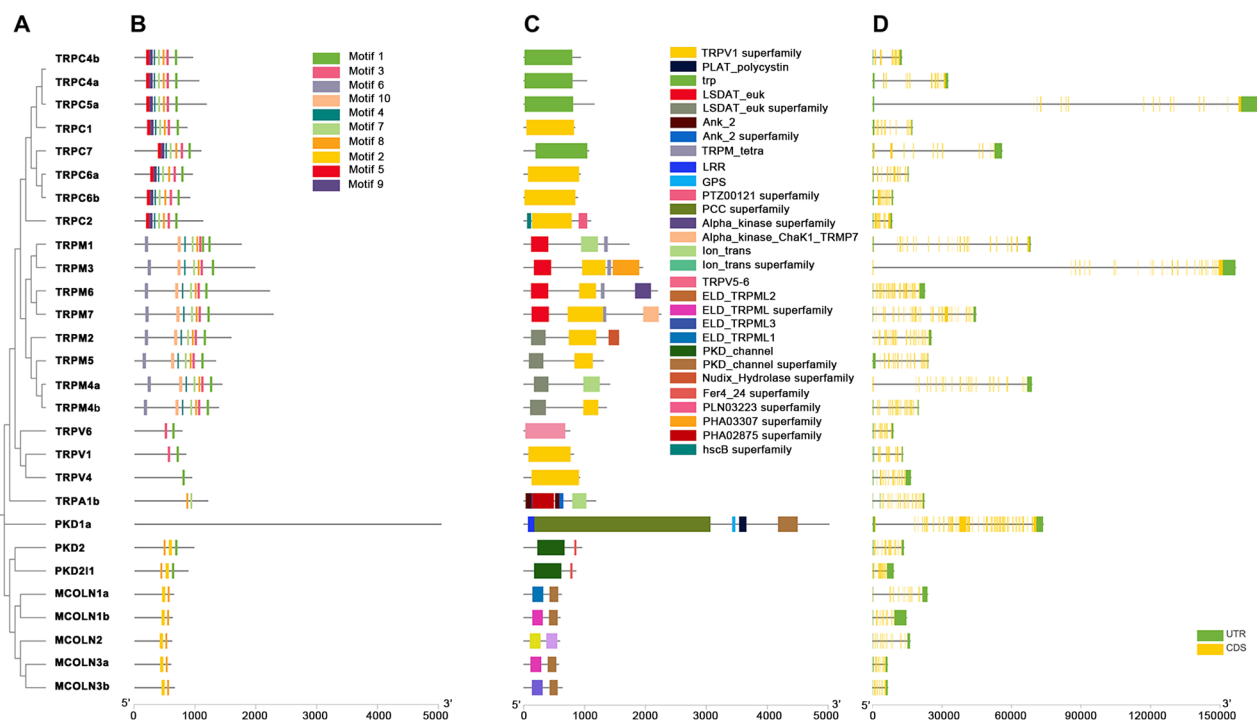 A
B
C
D
TRPC4b
TRPC4a
TRPC5a
TRPC1
TRPC7
TRPC6a
TRPC6b
TRPC2
TRPM1
TRPM3
TRPM6
TRPM7
TRPM2
TRPM5
TRPM4a
TRPM4b
TRPV6
TRPV1
TRPV4
TRPA1b
PKD1a
PKD2
PKD2l1
MCOLN1a
MCOLN1b
MCOLN2
MCOLN3a
MCOLN3b
Motif 1
Motif 3
Motif 6
Motif 10
Motif 4
Motif 7
Motif 8
Motif 2
Motif 5
Motif 9
5' 3'
0 1000 2000 3000 4000 5000
TRPV1 superfamily
PLAT_polycystin
trp
LSDAT_euk
LSDAT_euk superfamily
Ank_2
Ank_2 superfamily
TRPM_tetra
LRR
GPS
PTZ00121 superfamily
PCC superfamily
Alpha_kinase superfamily
Alpha_kinase_ChaK1_TRMP7
Ion_trans
Ion_trans superfamily
TRPV5-6
ELD_TRPML2
ELD_TRPML superfamily
ELD_TRPML3
ELD_TRPML1
PKD_channel
PKD_channel superfamily
Nudix_Hydrolase superfamily
Fer4_24 superfamily
PLN03223 superfamily
PHA03307 superfamily
PHA02875 superfamily
hscB superfamily
5' 3'
0 1000 2000 3000 4000 5000
UTR
CDS
5' 3'
0 30000 60000 90000 120000 150000